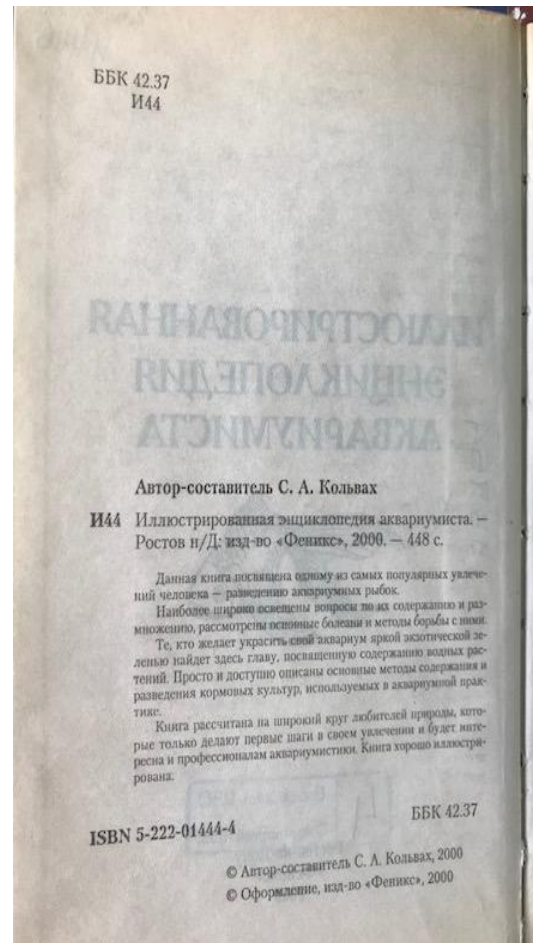 ББК 42.37
И44
ИЛЛЮСТРИРОВАННАЯ
ЭНЦИКЛОПЕДИЯ
АКВАРИУМИСТА
Автор-составитель С. А. Кольвах
И44 Иллюстрированная энциклопедия аквариумиста. —
Ростов н/Д: изд-во «Феникс», 2000. — 448 с.
Данная книга посвящена одному из самых популярных увлече-
ний человека — разведению аквариумных рыбок.
Наиболее широко освещены вопросы по их содержанию и раз-
множению, рассмотрены основные болезни и методы борьбы с ними.
Те, кто желает украсить свой аквариум яркой экзотической зе-
ленью найдет здесь главу, посвященную содержанию водных рас-
тений. Просто и доступно описаны основные методы содержания и
разведения кормовых культур, используемых в аквариумной прак-
тике.
Книга рассчитана на широкий круг любителей природы, кото-
рые только делают первые шаги в своем увлечении и будет инте-
ресна и профессионалам аквариумистики. Книга хорошо иллюстри-
рована.
ББК 42.37
ISBN 5-222-01444-4
© Автор-составитель С. А. Кольвах, 2000
© Оформление, изд-во «Феникс», 2000